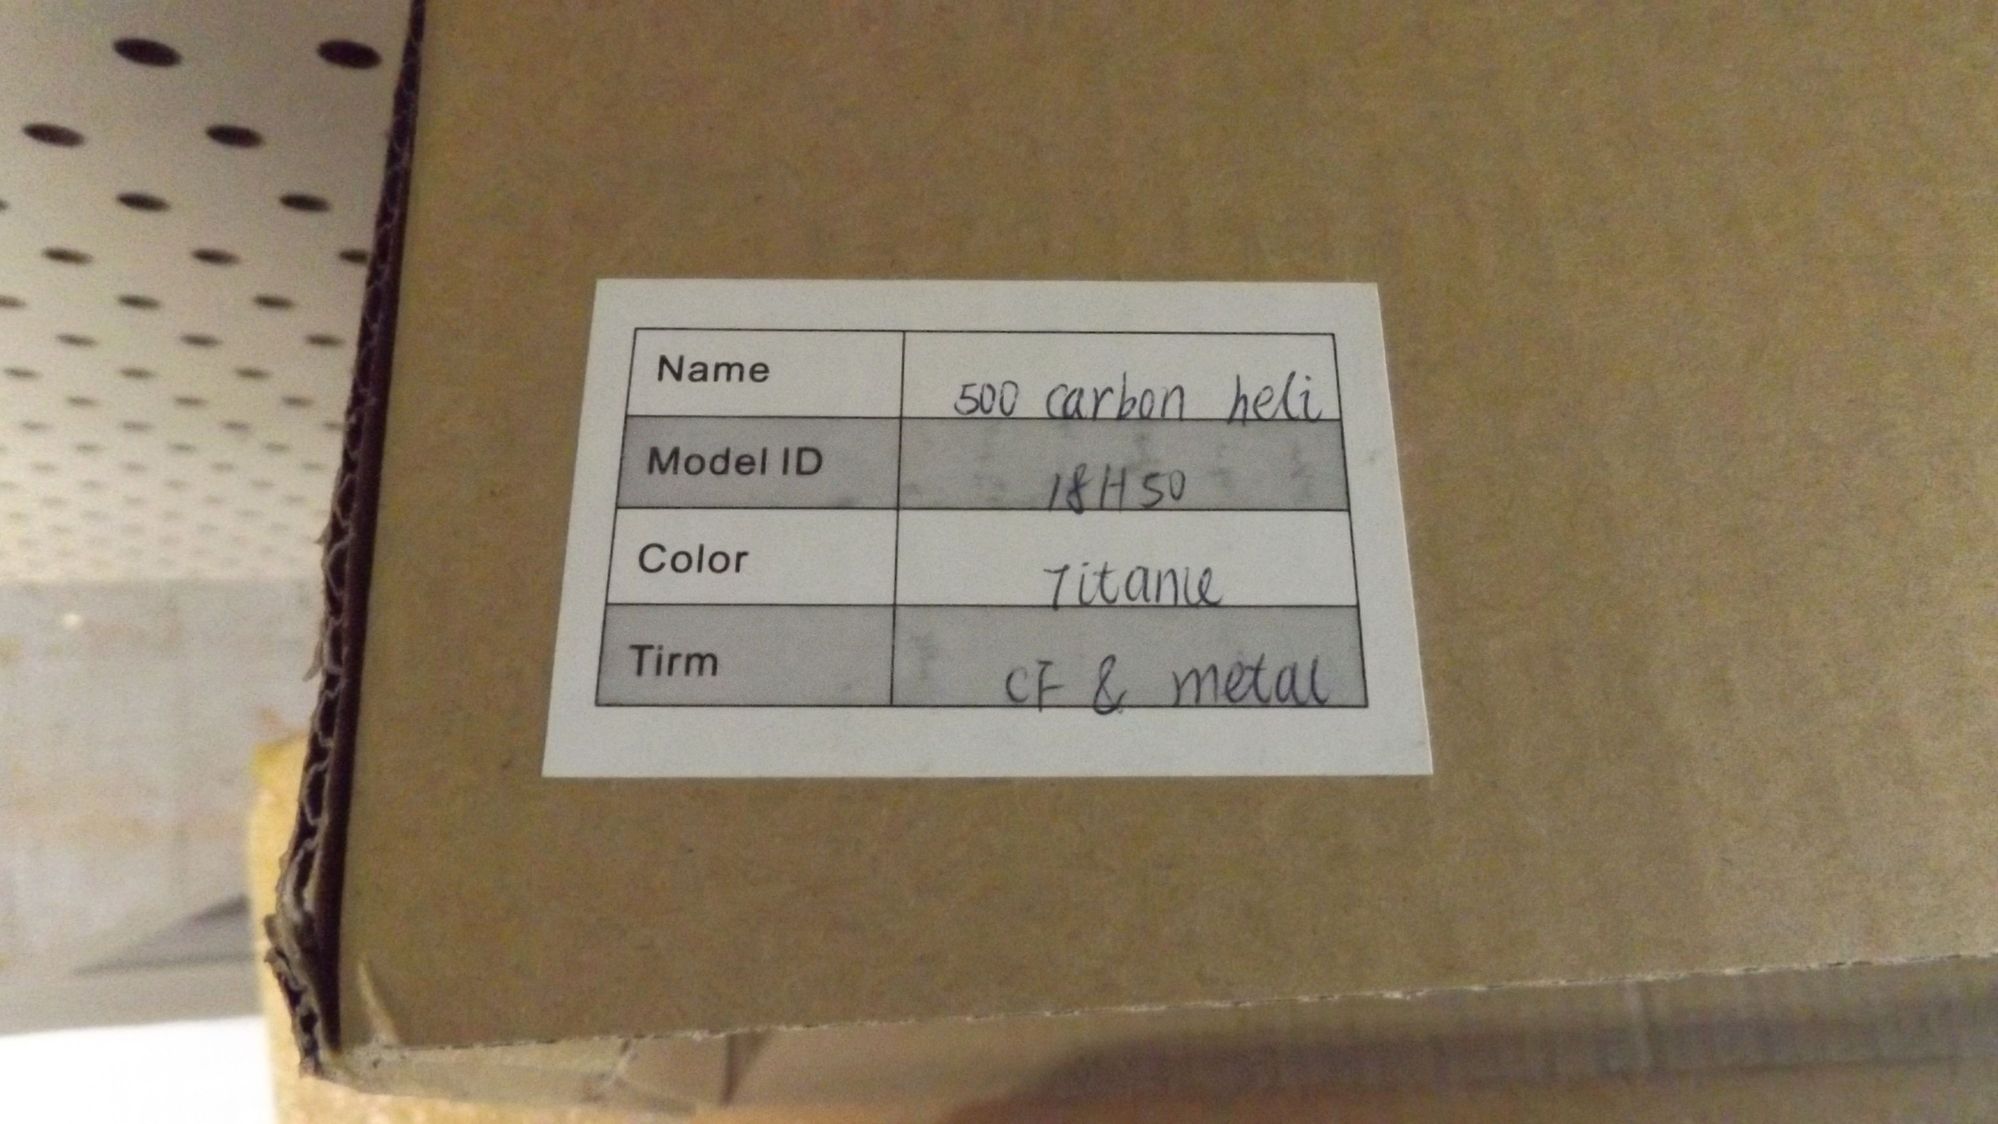 Name 500 carbon heli
Model ID 18H50
Color Titanie
Tirm CF & metal